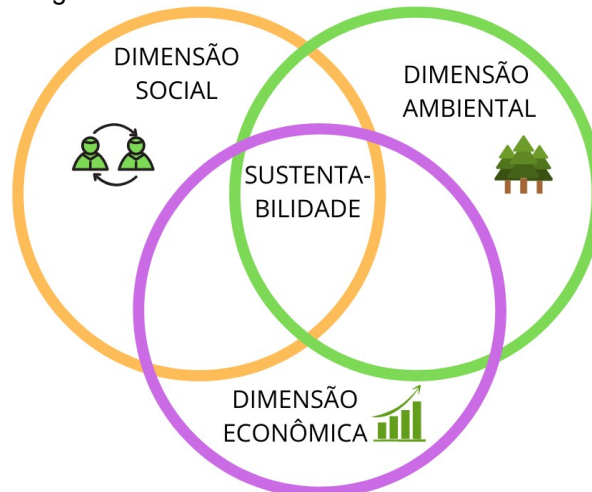 DIMENSÃO
SOCIAL
DIMENSÃO
AMBIENTAL
SUSTENTA-
BILIDADE
DIMENSÃO
ECONÔMICA